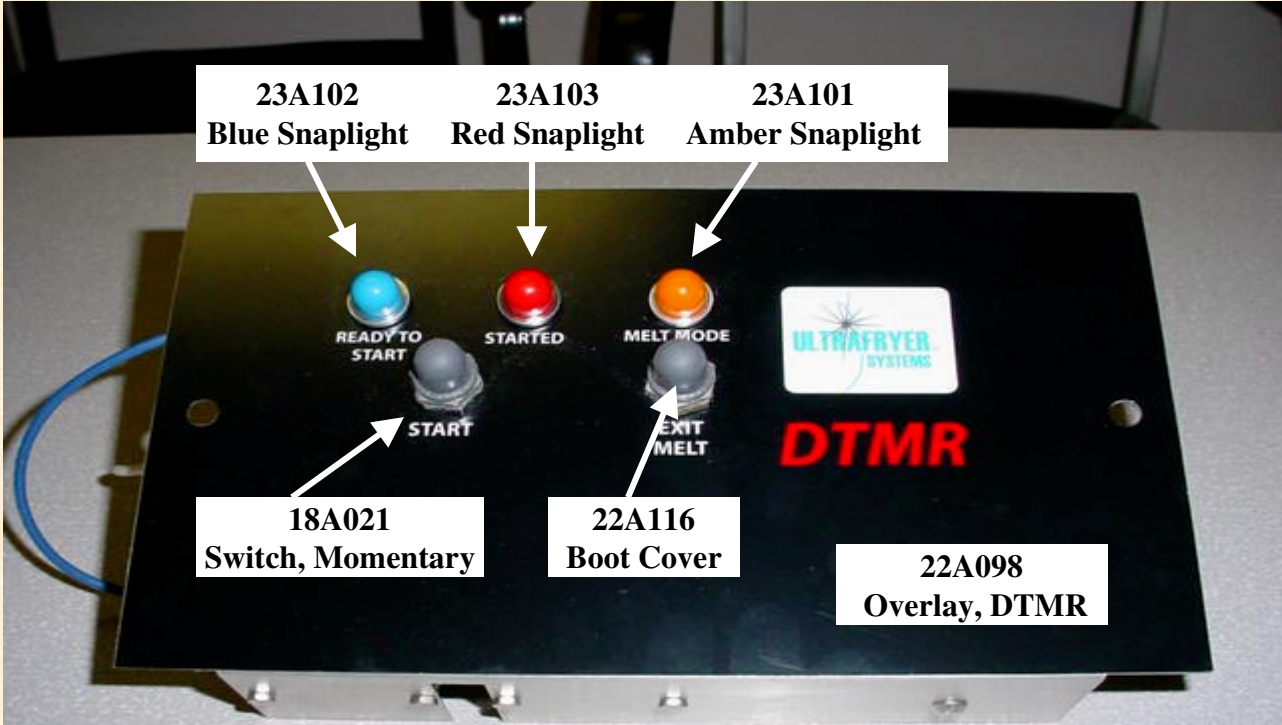 23A102
Blue Snaplight
23A103
Red Snaplight
23A101
Amber Snaplight
READY TO
START
STARTED
MELT MODE
ULTRAFRYER
SYSTEMS
START
EXIT
MELT
DTMR
18A021
Switch, Momentary
22A116
Boot Cover
22A098
Overlay, DTMR